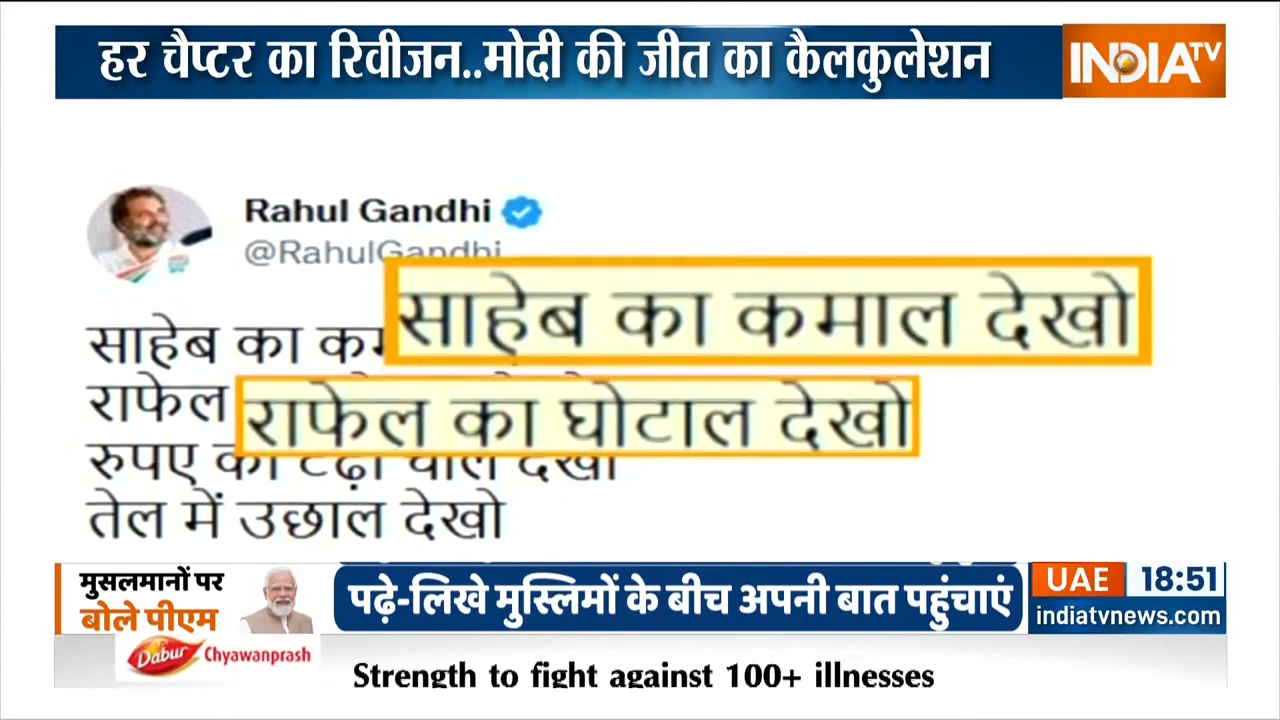 हर चैप्टर का रिवीजन..मोदी की जीत का कैलकुलेशन
INDIA TV
Rahul Gandhi
@RahulGandhi
साहेब का कमाल देखो
साहेब का
राफेल का घोटाल देखो
राफेल
रुपए की टेढ़ी चाल देखो
तेल में उछाल देखो
मुसलमानों पर
बोले पीएम
पढ़े-लिखे मुस्लिमों के बीच अपनी बात पहुंचाएं
UAE 18:51
indiatvnews.com
Dabur Chyawanprash
Strength to fight against 100+ illnesses